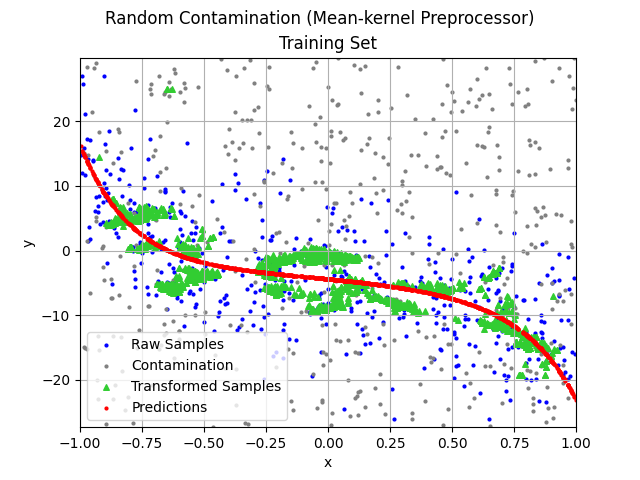 Random Contamination (Mean-kernel Preprocessor)
Training Set
20
10
0
−10
−20
y
Raw Samples
Contamination
Transformed Samples
Predictions
−1.00 −0.75 −0.50 −0.25 0.00 0.25 0.50 0.75 1.00
x